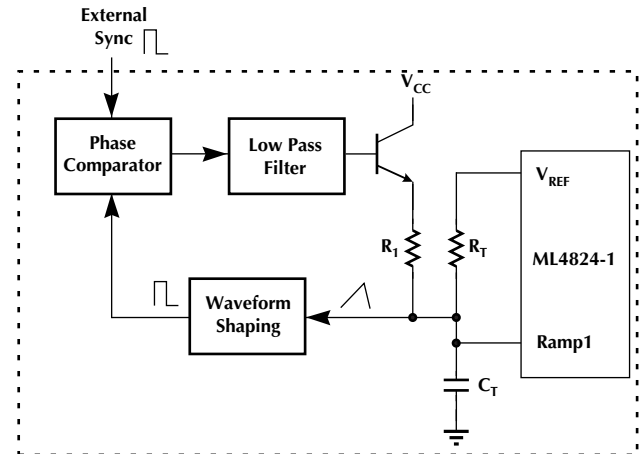 External
Sync
Phase
Comparator
Low Pass
Filter
VCC
VREF
R1
RT
ML4824-1
Waveform
Shaping
Ramp1
CT